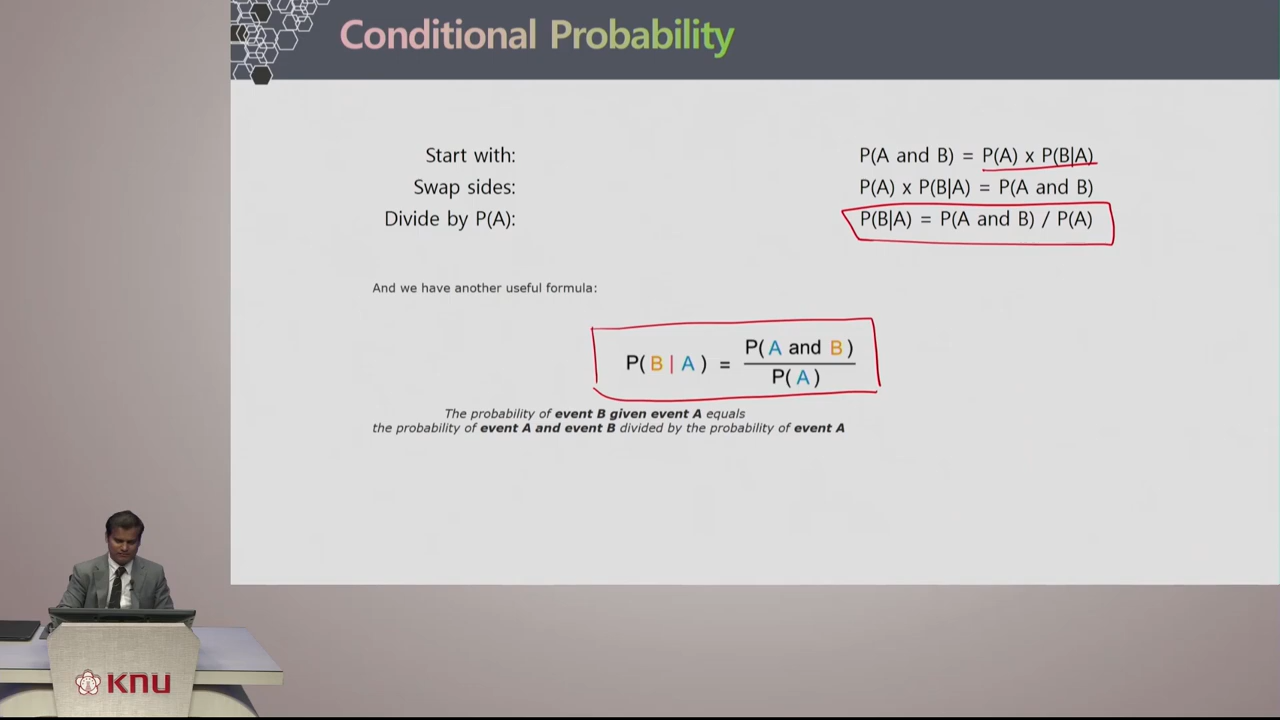 Conditional Probability
Start with: P(A and B) = P(A) x P(B|A)
Swap sides: P(A) x P(B|A) = P(A and B)
Divide by P(A): P(B|A) = P(A and B) / P(A)
And we have another useful formula:
P( B | A ) = P( A and B ) / P( A )
The probability of event B given event A equals
the probability of event A and event B divided by the probability of event A
KNU